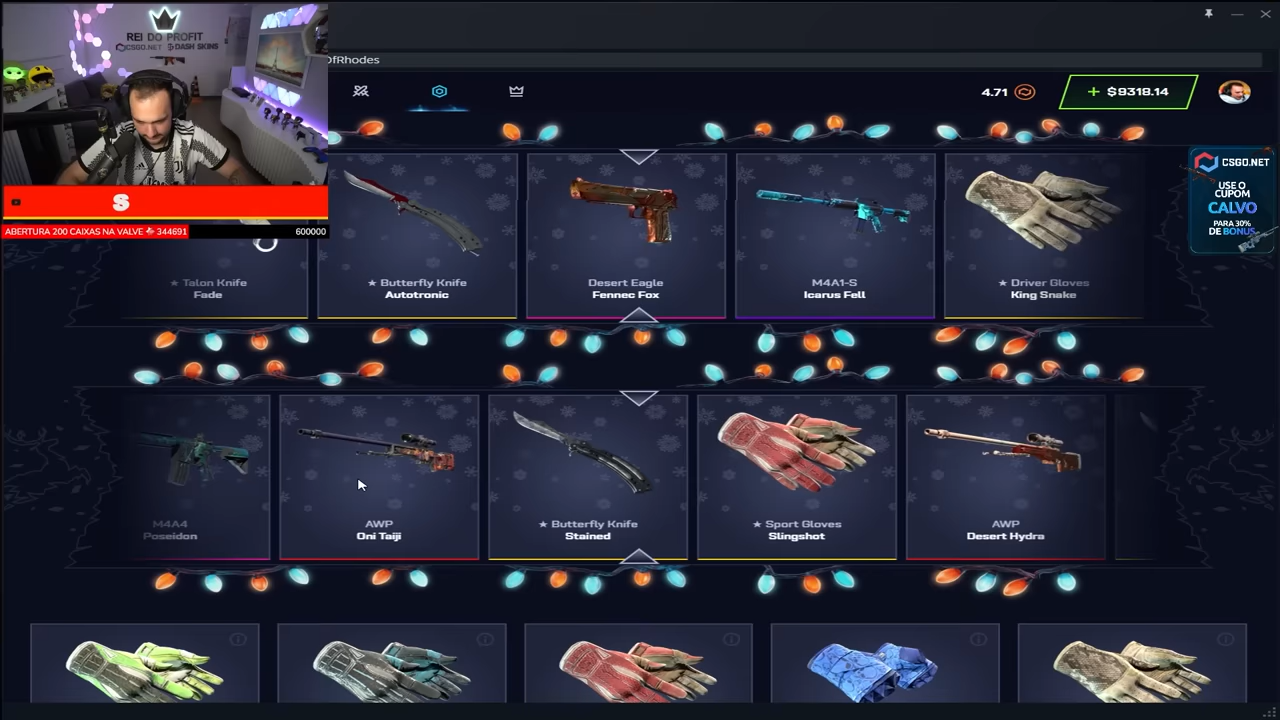 REI DO PROFIT
CSGO.NET DASH SKINS
S
ABERTURA 200 CAIXAS NA VALVE 344691
600000
OfRhodes
4.71
+ $9318.14
CSGO.NET
USE O
CUPOM
CALVO
PARA 30%
DE BONUS
★ Talon Knife
Fade
★ Butterfly Knife
Autotronic
Desert Eagle
Fennec Fox
M4A1-S
Icarus Fell
★ Driver Gloves
King Snake
M4A4
Poseidon
AWP
Oni Taiji
★ Butterfly Knife
Stained
★ Sport Gloves
Slingshot
AWP
Desert Hydra